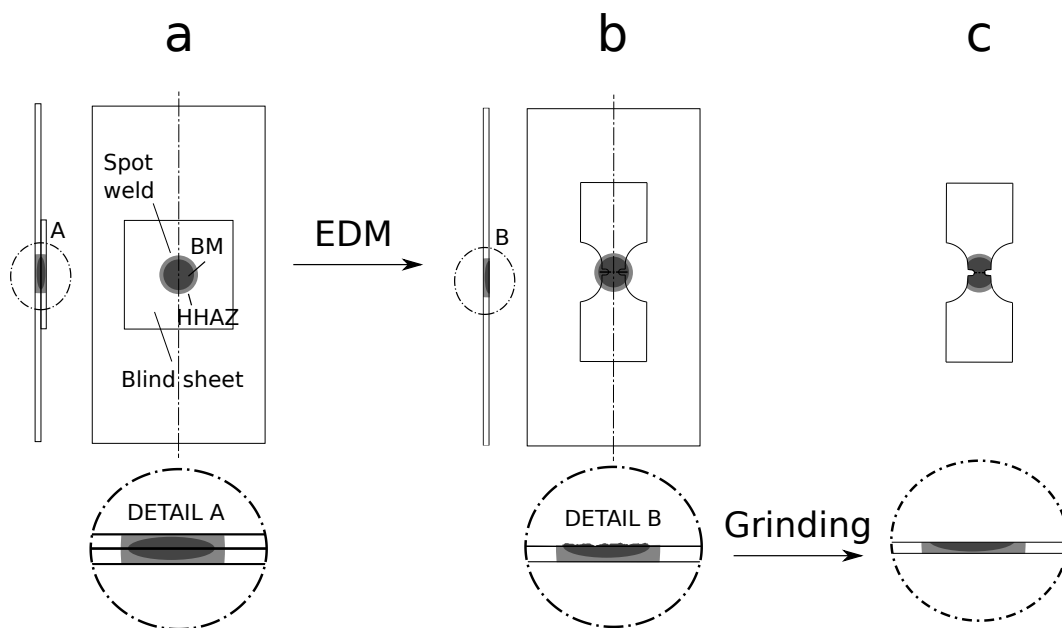 a
b
c
Spot
weld
A
BM
HHAZ
Blind sheet
EDM
B
DETAIL A
DETAIL B
Grinding